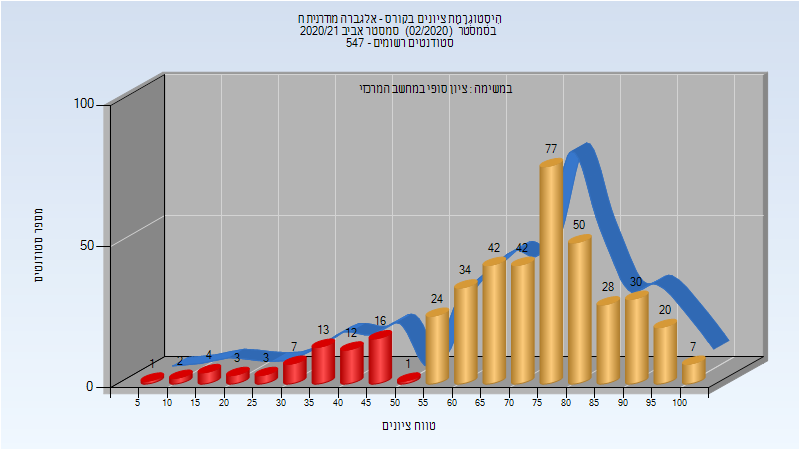 היסטוגרמת ציונים בקורס - אלגברה מודרנית ח
בסמסטר (02/2020) סמסטר אביב 2020/21
סטודנטים רשומים - 547
במשימה : ציון סופי במחשב המרכזי
מספר סטודנטים
100
50
0
1 2 4 3 3 7 13 12 16 1 24 34 42 42 77 50 28 30 20 7
5 10 15 20 25 30 35 40 45 50 55 60 65 70 75 80 85 90 95 100
טווח ציונים